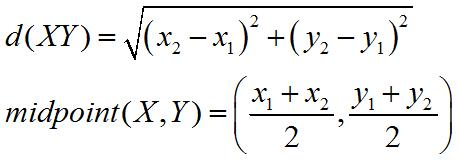 d(XY) = √((x₂ − x₁)² + (y₂ − y₁)²)
midpoint(X,Y) = ((x₁ + x₂)/2, (y₁ + y₂)/2)